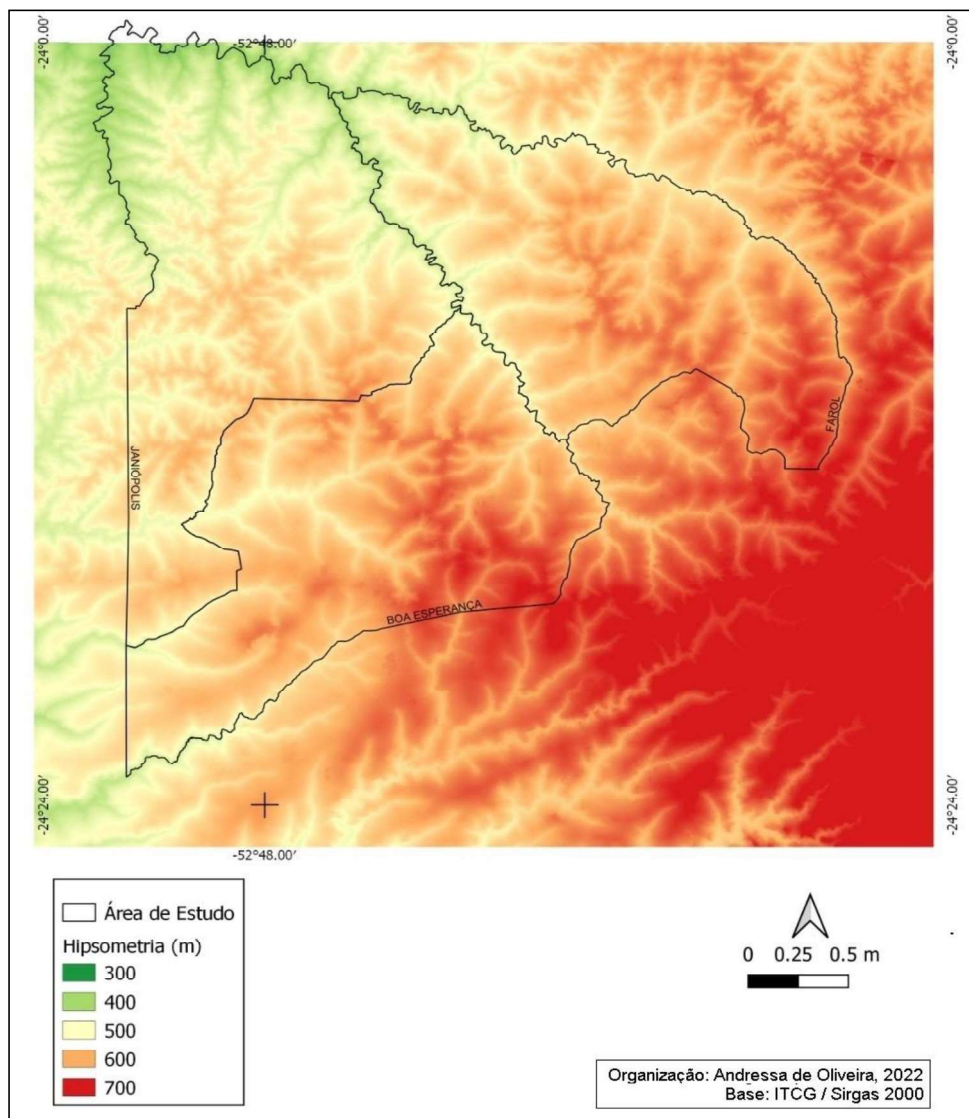 -24°0.00′
-52°48.00′
-24°0.00′
FAROL
JANIÓPOLIS
BOA ESPERANÇA
-24°24.00′
-24°24.00′
-52°48.00′
Área de Estudo
Hipsometria (m)
300
400
500
600
700
0 0.25 0.5 m
Organização: Andressa de Oliveira, 2022
Base: ITCG / Sirgas 2000